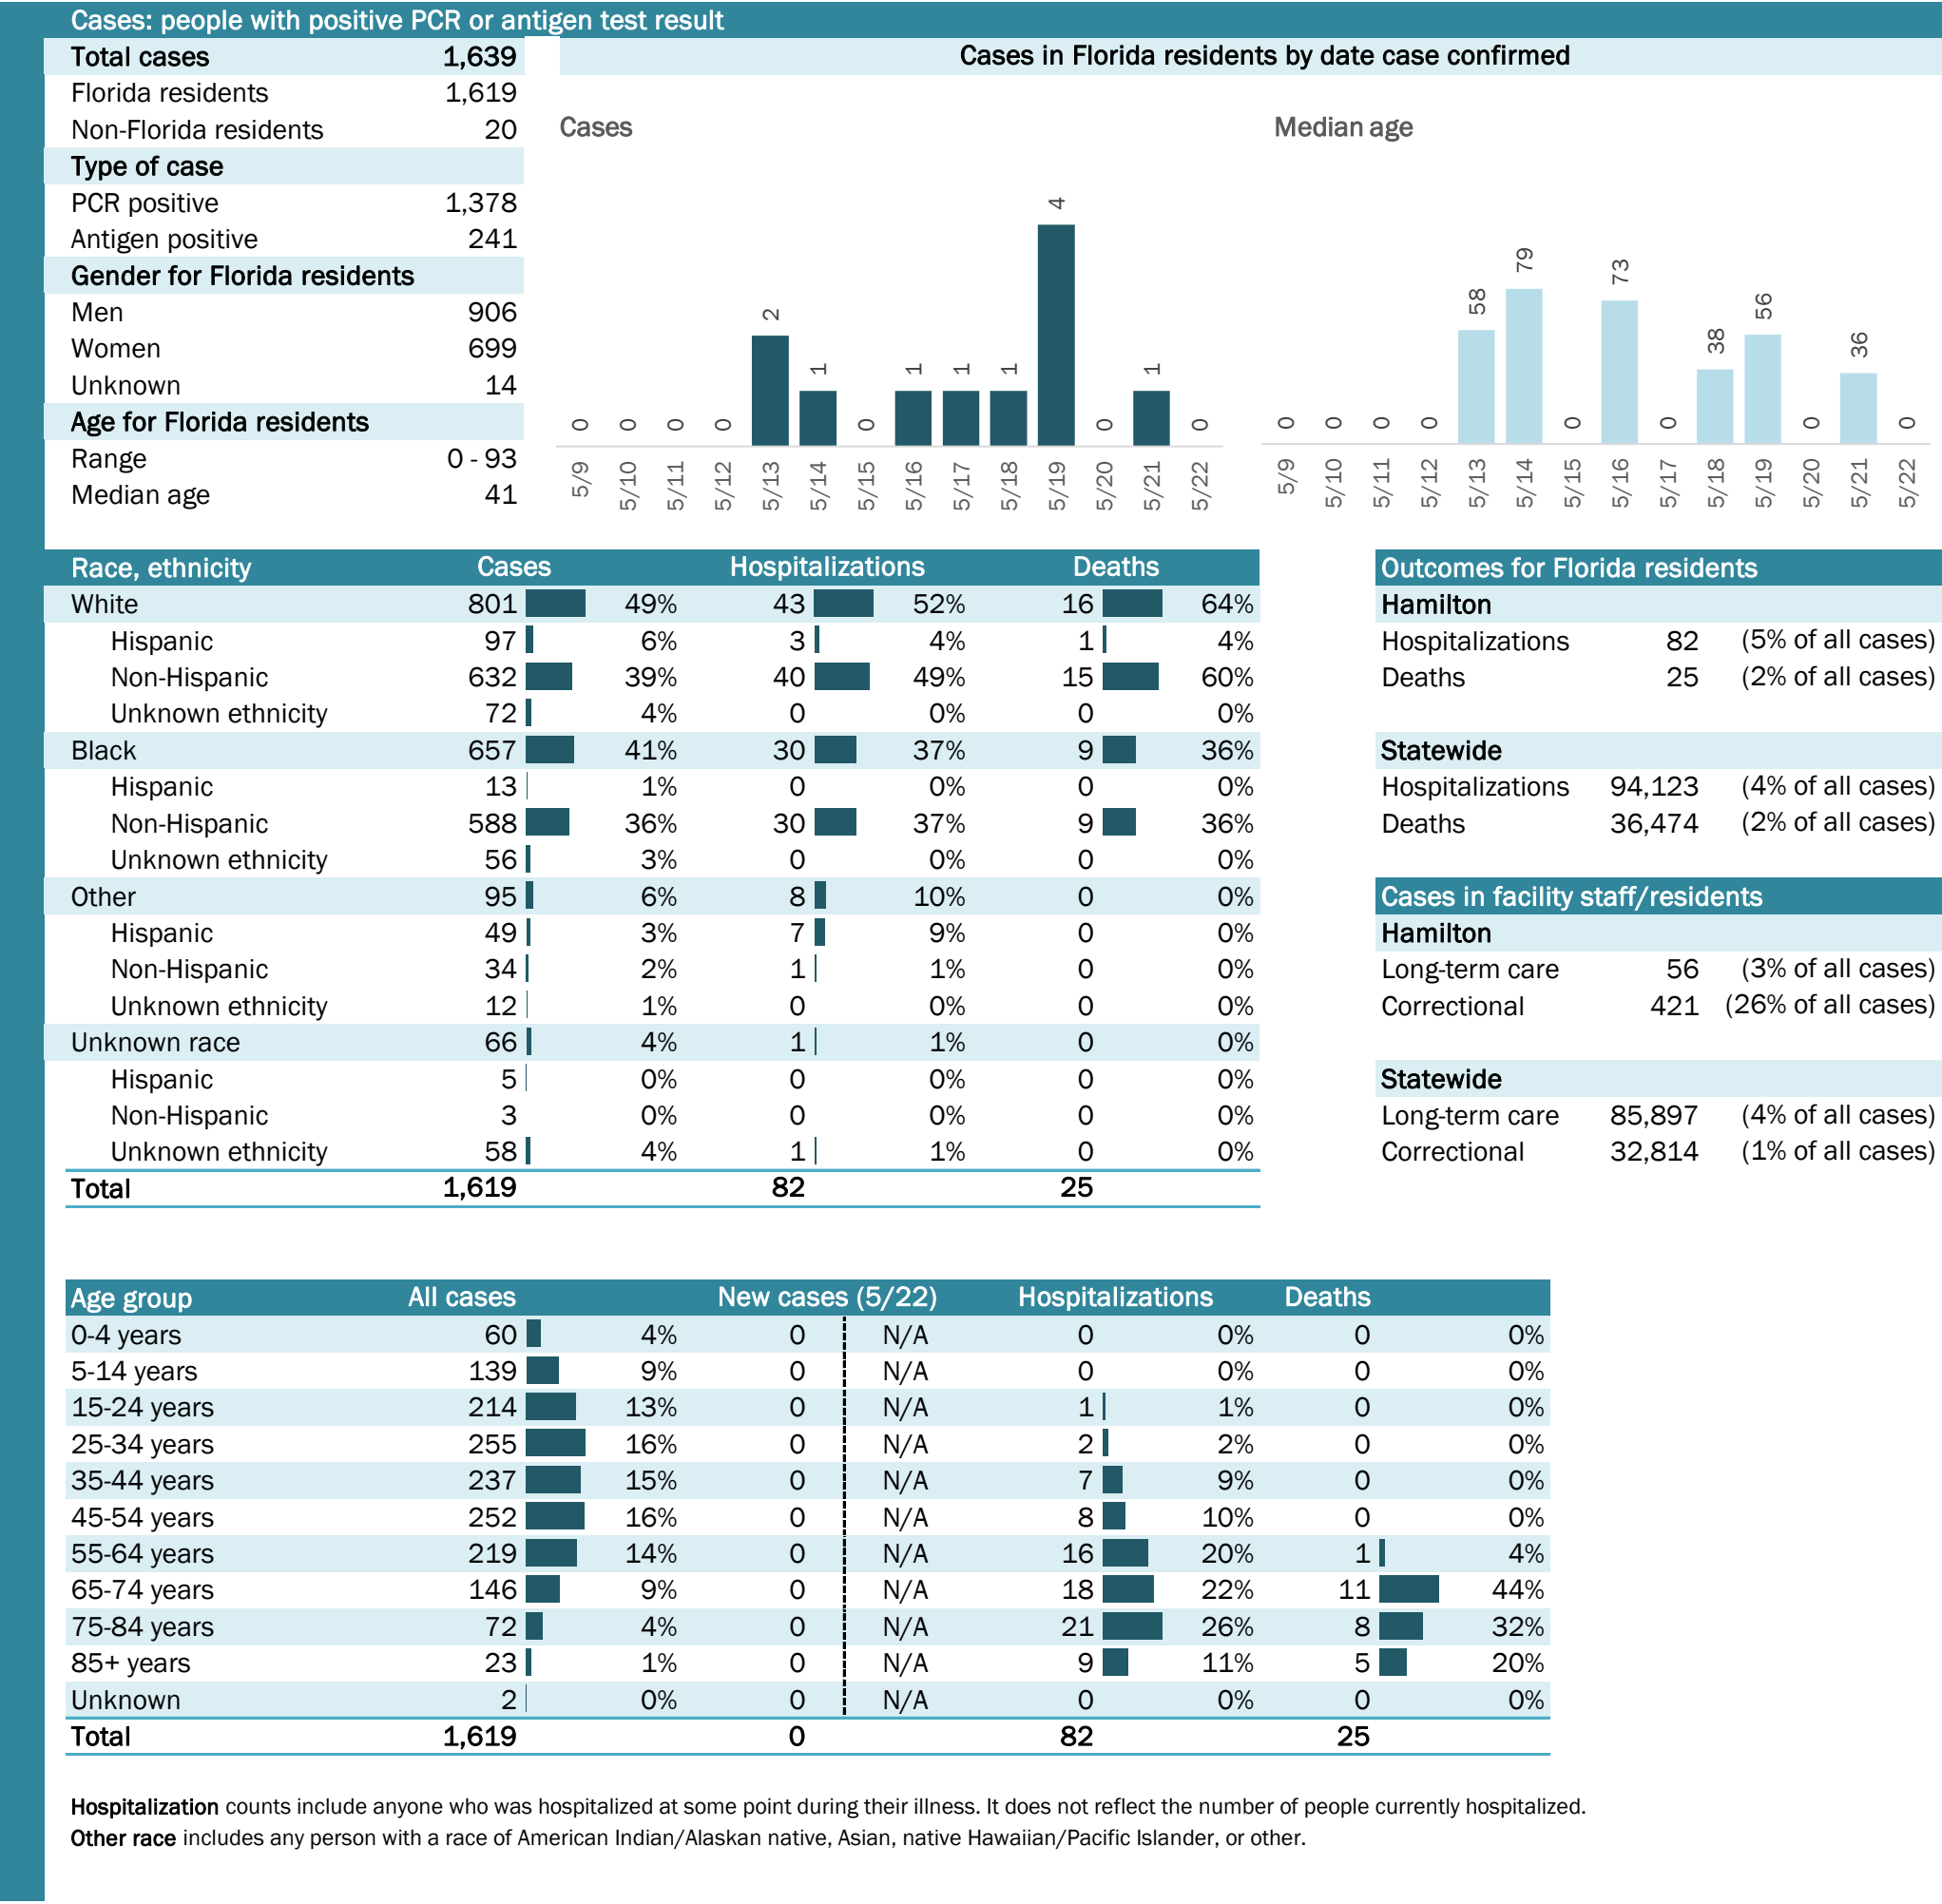 Cases: people with positive PCR or antigen test result
Total cases 1,639
Florida residents 1,619
Non-Florida residents 20
Type of case
PCR positive 1,378
Antigen positive 241
Gender for Florida residents
Men 906
Women 699
Unknown 14
Age for Florida residents
Range 0 - 93
Median age 41
Cases in Florida residents by date case confirmed
Cases
0 0 0 0 2 1 0 1 1 1 4 0 1 0
5/9 5/10 5/11 5/12 5/13 5/14 5/15 5/16 5/17 5/18 5/19 5/20 5/21 5/22
Median age
0 0 0 0 58 79 0 73 0 38 56 0 36 0
5/9 5/10 5/11 5/12 5/13 5/14 5/15 5/16 5/17 5/18 5/19 5/20 5/21 5/22
Race, ethnicity Cases Hospitalizations Deaths
White 801 49% 43 52% 16 64%
Hispanic 97 6% 3 4% 1 4%
Non-Hispanic 632 39% 40 49% 15 60%
Unknown ethnicity 72 4% 0 0% 0 0%
Black 657 41% 30 37% 9 36%
Hispanic 13 1% 0 0% 0 0%
Non-Hispanic 588 36% 30 37% 9 36%
Unknown ethnicity 56 3% 0 0% 0 0%
Other 95 6% 8 10% 0 0%
Hispanic 49 3% 7 9% 0 0%
Non-Hispanic 34 2% 1 1% 0 0%
Unknown ethnicity 12 1% 0 0% 0 0%
Unknown race 66 4% 1 1% 0 0%
Hispanic 5 0% 0 0% 0 0%
Non-Hispanic 3 0% 0 0% 0 0%
Unknown ethnicity 58 4% 1 1% 0 0%
Total 1,619 82 25
Outcomes for Florida residents
Hamilton
Hospitalizations 82 (5% of all cases)
Deaths 25 (2% of all cases)
Statewide
Hospitalizations 94,123 (4% of all cases)
Deaths 36,474 (2% of all cases)
Cases in facility staff/residents
Hamilton
Long-term care 56 (3% of all cases)
Correctional 421 (26% of all cases)
Statewide
Long-term care 85,897 (4% of all cases)
Correctional 32,814 (1% of all cases)
Age group All cases New cases (5/22) Hospitalizations Deaths
0-4 years 60 4% 0 N/A 0 0% 0 0%
5-14 years 139 9% 0 N/A 0 0% 0 0%
15-24 years 214 13% 0 N/A 1 1% 0 0%
25-34 years 255 16% 0 N/A 2 2% 0 0%
35-44 years 237 15% 0 N/A 7 9% 0 0%
45-54 years 252 16% 0 N/A 8 10% 0 0%
55-64 years 219 14% 0 N/A 16 20% 1 4%
65-74 years 146 9% 0 N/A 18 22% 11 44%
75-84 years 72 4% 0 N/A 21 26% 8 32%
85+ years 23 1% 0 N/A 9 11% 5 20%
Unknown 2 0% 0 N/A 0 0% 0 0%
Total 1,619 0 82 25
Hospitalization counts include anyone who was hospitalized at some point during their illness. It does not reflect the number of people currently hospitalized.
Other race includes any person with a race of American Indian/Alaskan native, Asian, native Hawaiian/Pacific Islander, or other.